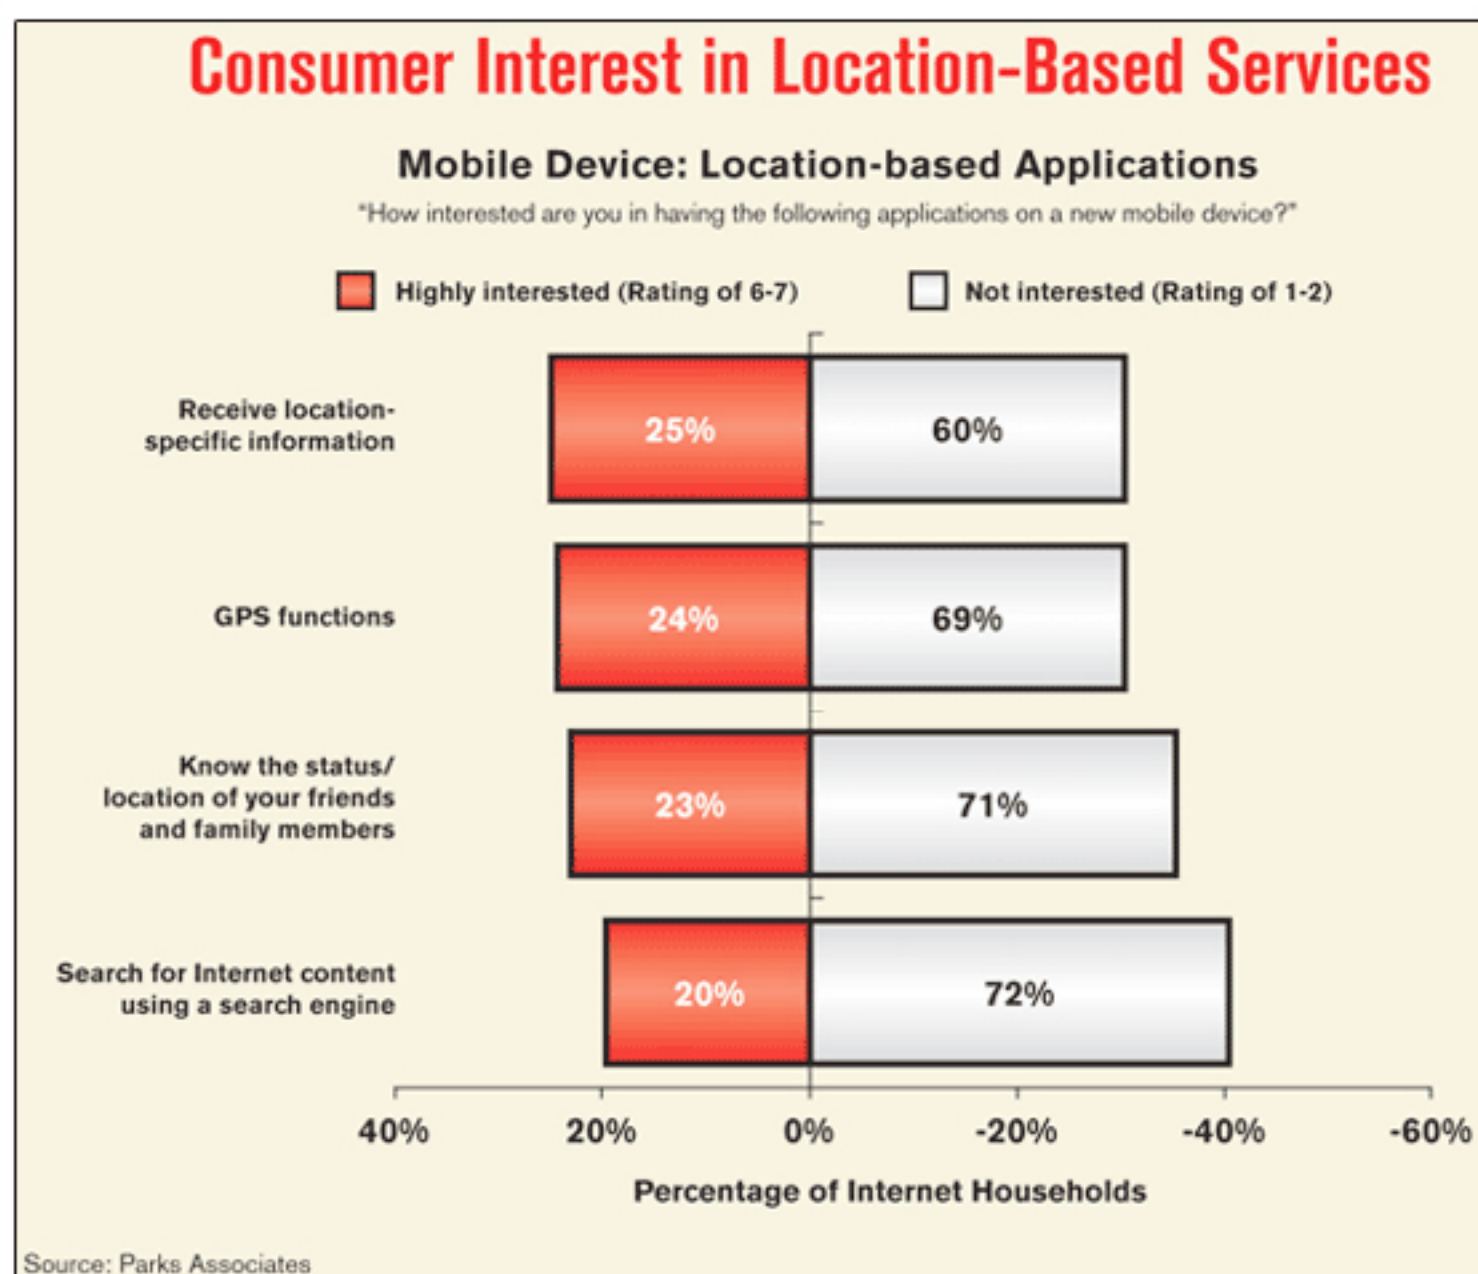 Consumer Interest in Location-Based Services
Mobile Device: Location-based Applications
"How interested are you in having the following applications on a new mobile device?"
Highly interested (Rating of 6-7)
Not interested (Rating of 1-2)
Receive location-
specific information
25%
60%
GPS functions
24%
69%
Know the status/
location of your friends
and family members
23%
71%
Search for Internet content
using a search engine
20%
72%
40%
20%
0%
-20%
-40%
-60%
Percentage of Internet Households
Source: Parks Associates